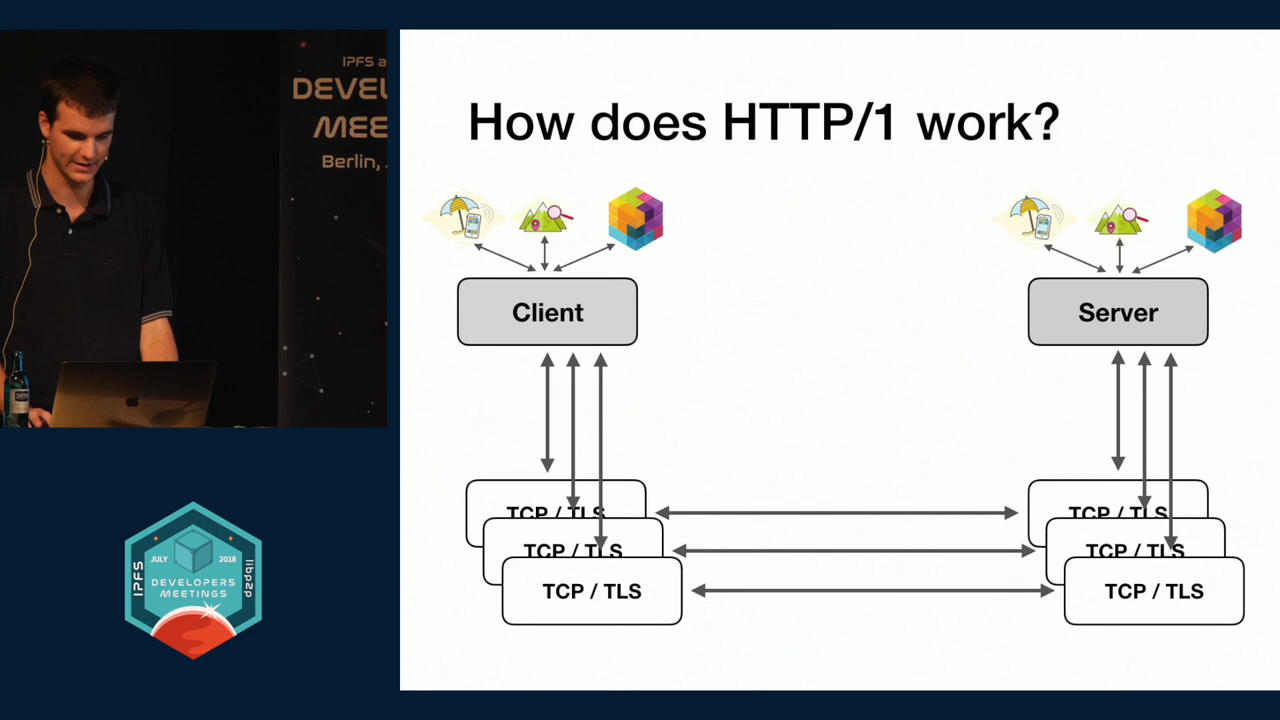 IPFS a
DEVEL
MEE
Berlin,
How does HTTP/1 work?
Client
Server
TCP / TLS
TCP / TLS
TCP / TLS
TCP / TLS
TCP / TLS
TCP / TLS
JULY
2018
IPFS
libp2p
DEVELOPERS
MEETINGS